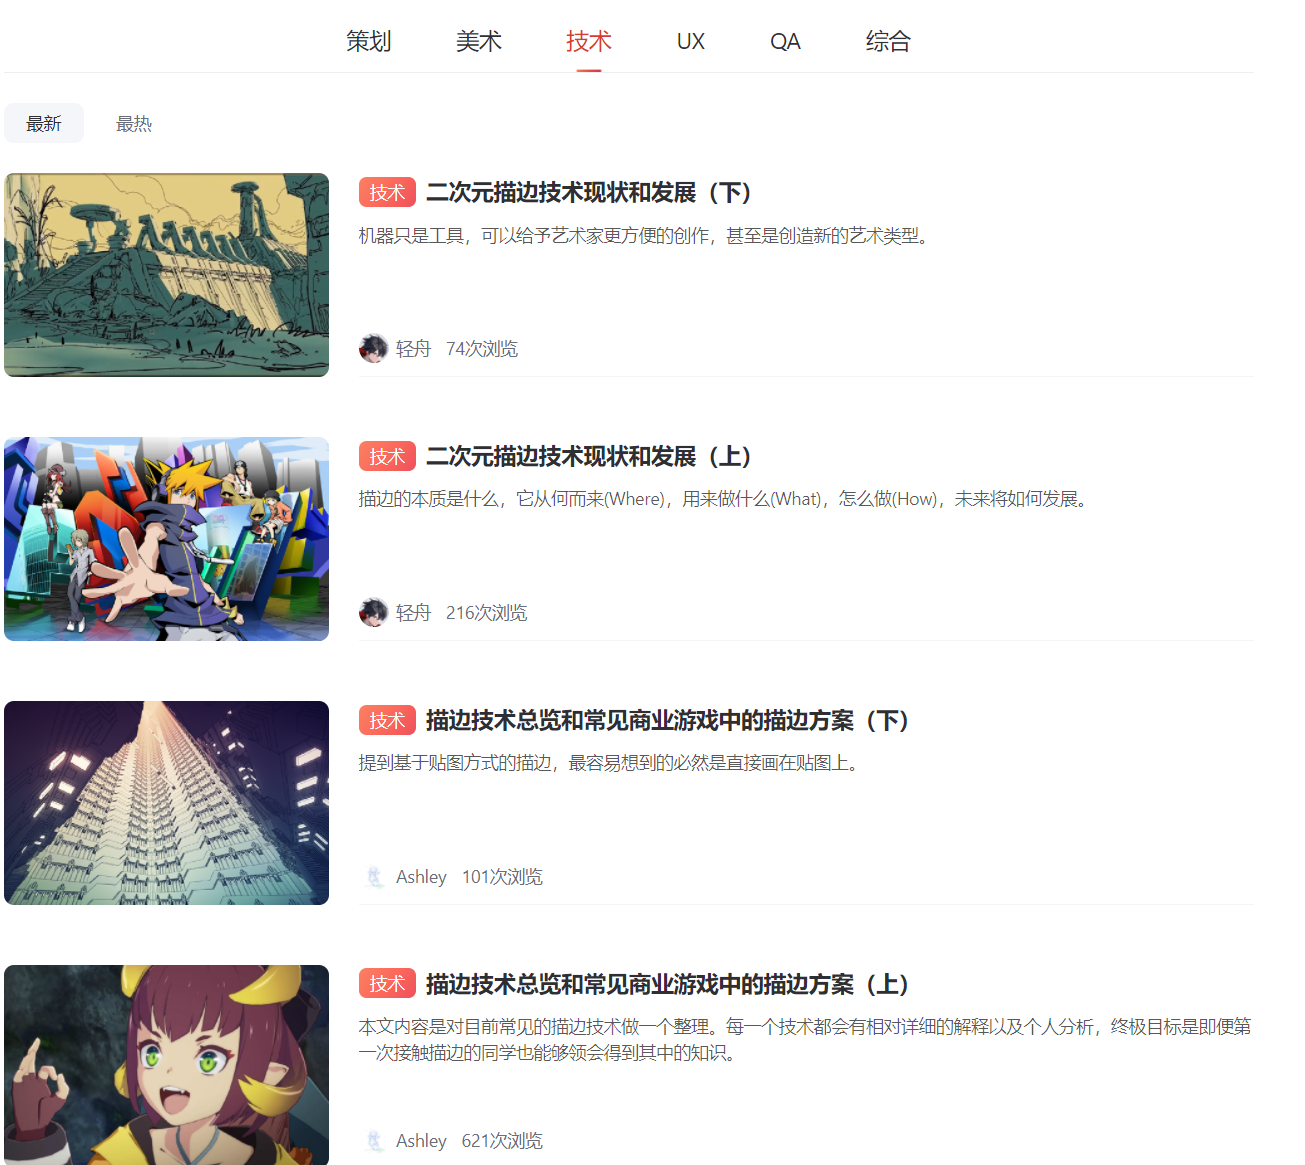 策划 美术 技术 UX QA 综合
最新 最热
技术 二次元描边技术现状和发展（下）
机器只是工具，可以给予艺术家更方便的创作，甚至是创造新的艺术类型。
轻舟 74次浏览
技术 二次元描边技术现状和发展（上）
描边的本质是什么，它从何而来(Where)，用来做什么(What)，怎么做(How)，未来将如何发展。
轻舟 216次浏览
技术 描边技术总览和常见商业游戏中的描边方案（下）
提到基于贴图方式的描边，最容易想到的必然是直接画在贴图上。
Ashley 101次浏览
技术 描边技术总览和常见商业游戏中的描边方案（上）
本文内容是对目前常见的描边技术做一个整理。每一个技术都会有相对详细的解释以及个人分析，终极目标是即便第
一次接触描边的同学也能够领会得到其中的知识。
Ashley 621次浏览